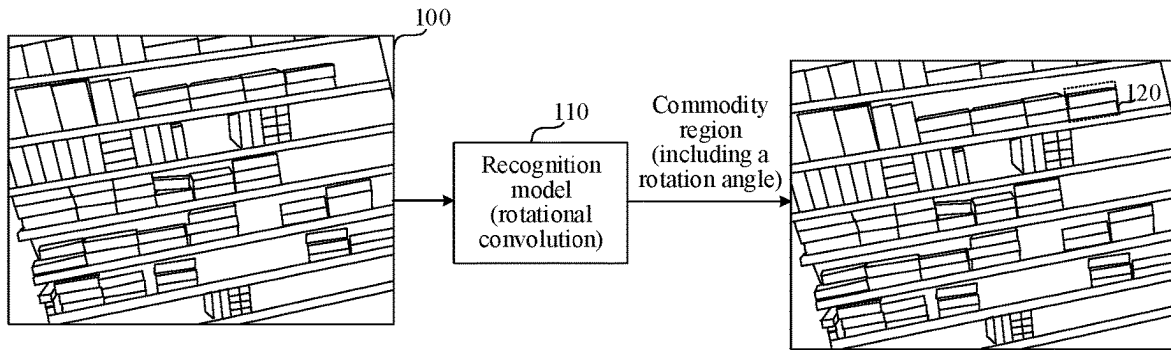 100
110
Recognition
model
(rotational
convolution)
Commodity
region
(including a
rotation angle)
120